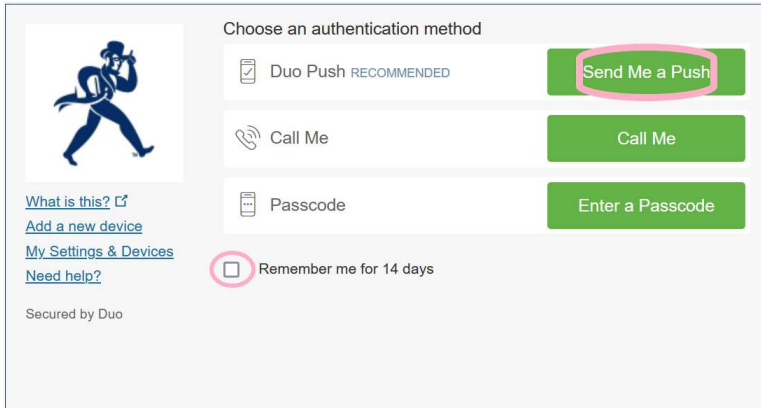 Choose an authentication method
Duo Push RECOMMENDED
Send Me a Push
Call Me
Call Me
Passcode
Enter a Passcode
Remember me for 14 days
What is this?
Add a new device
My Settings & Devices
Need help?
Secured by Duo